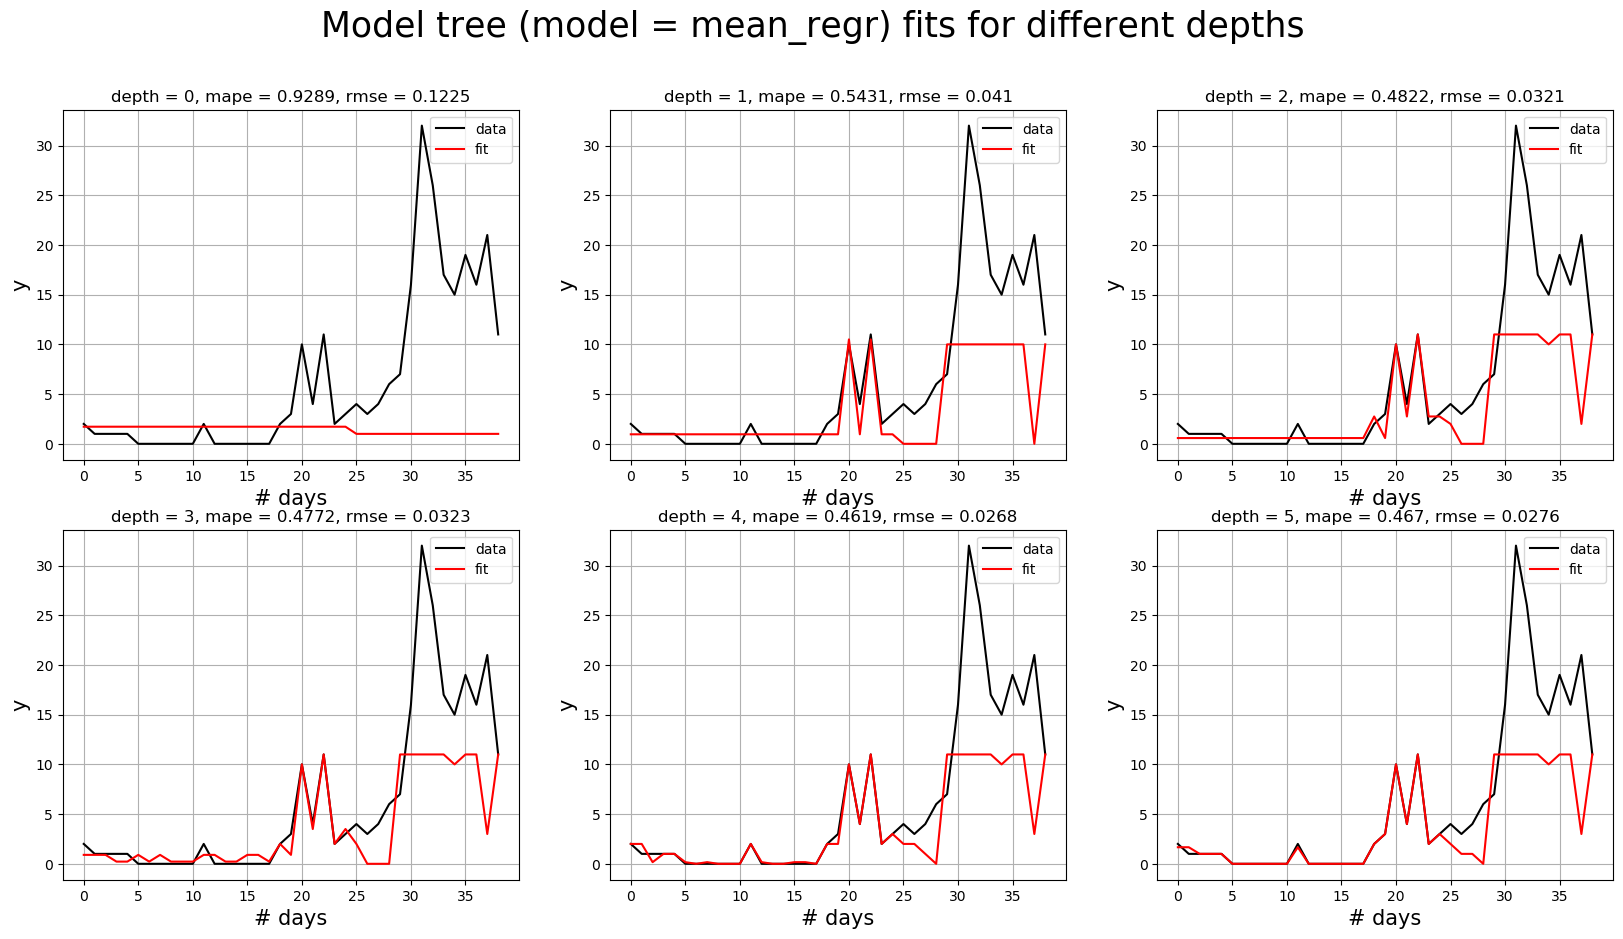 Model tree (model = mean_regr) fits for different depths
depth = 0, mape = 0.9289, rmse = 0.1225
data
fit
30
25
20
15
10
5
0
y
0 5 10 15 20 25 30 35
# days
depth = 1, mape = 0.5431, rmse = 0.041
data
fit
30
25
20
15
10
5
0
y
0 5 10 15 20 25 30 35
# days
depth = 2, mape = 0.4822, rmse = 0.0321
data
fit
30
25
20
15
10
5
0
y
0 5 10 15 20 25 30 35
# days
depth = 3, mape = 0.4772, rmse = 0.0323
data
fit
30
25
20
15
10
5
0
y
0 5 10 15 20 25 30 35
# days
depth = 4, mape = 0.4619, rmse = 0.0268
data
fit
30
25
20
15
10
5
0
y
0 5 10 15 20 25 30 35
# days
depth = 5, mape = 0.467, rmse = 0.0276
data
fit
30
25
20
15
10
5
0
y
0 5 10 15 20 25 30 35
# days